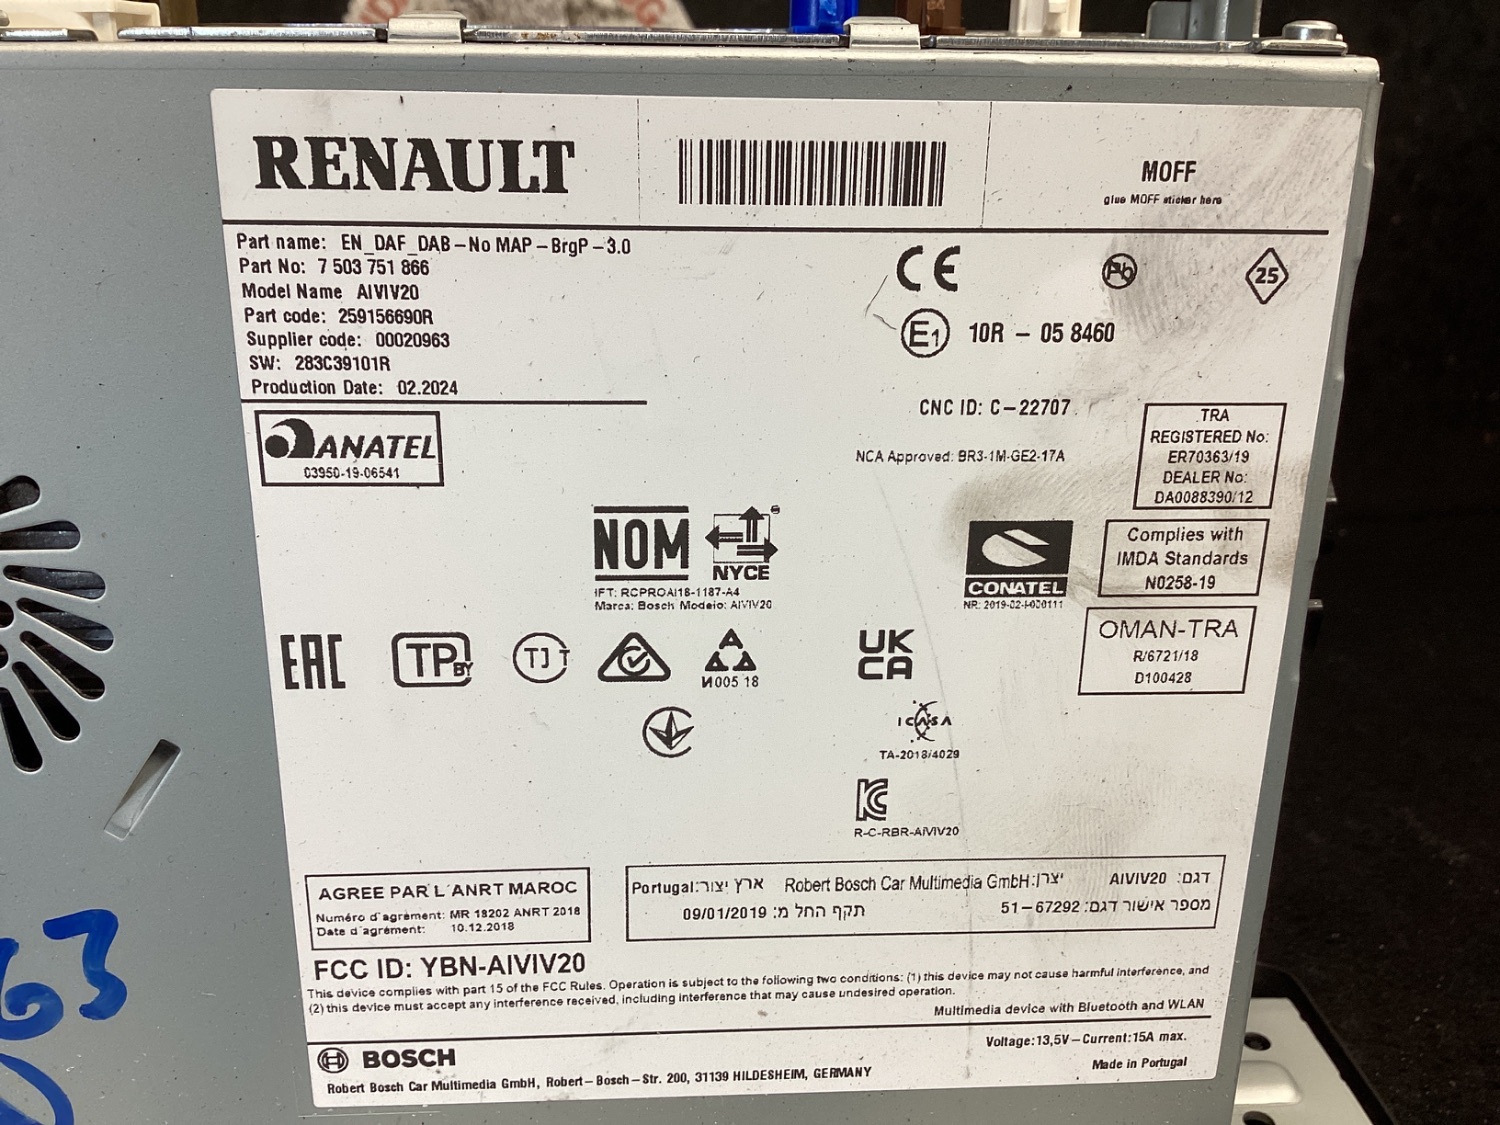 RENAULT
MOFF
glue MOFF sticker here
Part name: EN_DAF_DAB-No MAP-BrgP-3.0
Part No: 7 503 751 866
Model Name AIVIV20
Part code: 259156690R
Supplier code: 00020963
SW: 283C39101R
Production Date: 02.2024
CE
Pb
25
E1 10R - 05 8460
CNC ID: C-22707
NCA Approved: BR3-1M-GE2-17A
TRA
REGISTERED No:
ER70363/19
DEALER No:
DA0088390/12
ANATEL
03950-19-06541
NOM
NYCE
IFT: RCPROAI18-1187-A4
Marca: Bosch Modelo: AIVIV20
CONATEL
NR: 2019-02-I-000111
Complies with
IMDA Standards
N0258-19
OMAN-TRA
R/6721/18
D100428
EAC
TP BY
И005 18
UK
CA
ICASA
TA-2018/4029
R-C-RBR-AIVIV20
AGREE PAR L'ANRT MAROC
Numéro d'agrément: MR 18202 ANRT 2018
Date d'agrément: 10.12.2018
דגם: AIVIV20 יצרן: Robert Bosch Car Multimedia GmbH ארץ יצור: Portugal
מספר אישור דגם: 51-67292 תקף החל מ: 09/01/2019
FCC ID: YBN-AIVIV20
This device complies with part 15 of the FCC Rules. Operation is subject to the following two conditions: (1) this device may not cause harmful interference, and
(2) this device must accept any interference received, including interference that may cause undesired operation.
Multimedia device with Bluetooth and WLAN
BOSCH
Voltage:13,5V-Current:15A max.
Robert Bosch Car Multimedia GmbH, Robert-Bosch-Str. 200, 31139 HILDESHEIM, GERMANY
Made in Portugal
63